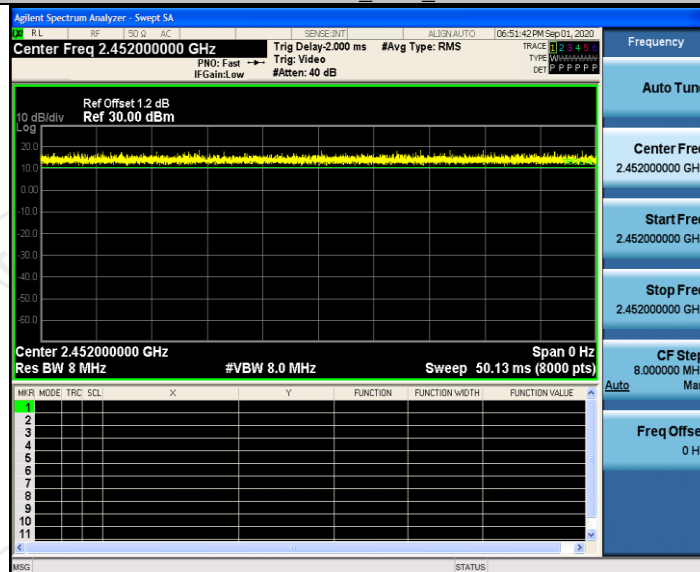 Agilent Spectrum Analyzer - Swept SA
RL RF 50 Ω AC SENSE:INT ALIGN AUTO 06:51:42 PM Sep 01, 2020
Center Freq 2.452000000 GHz
PNO: Fast
IFGain:Low
Trig Delay-2.000 ms
Trig: Video
#Atten: 40 dB
#Avg Type: RMS
TRACE 1 2 3 4 5 6
TYPE
DET P P P P P P
Ref Offset 1.2 dB
10 dB/div Ref 30.00 dBm
Log
20.0
10.0
0.00
-10.0
-20.0
-30.0
-40.0
-50.0
-60.0
Center 2.452000000 GHz Span 0 Hz
Res BW 8 MHz #VBW 8.0 MHz Sweep 50.13 ms (8000 pts)
MKR MODE TRC SCL X Y FUNCTION FUNCTION WIDTH FUNCTION VALUE
1
2
3
4
5
6
7
8
9
10
11
MSG STATUS
Frequency
Auto Tun
Center Fre
2.452000000 GH
Start Fre
2.452000000 GH
Stop Fre
2.452000000 GH
CF Step
8.000000 MH
Auto Ma
Freq Offse
0 H